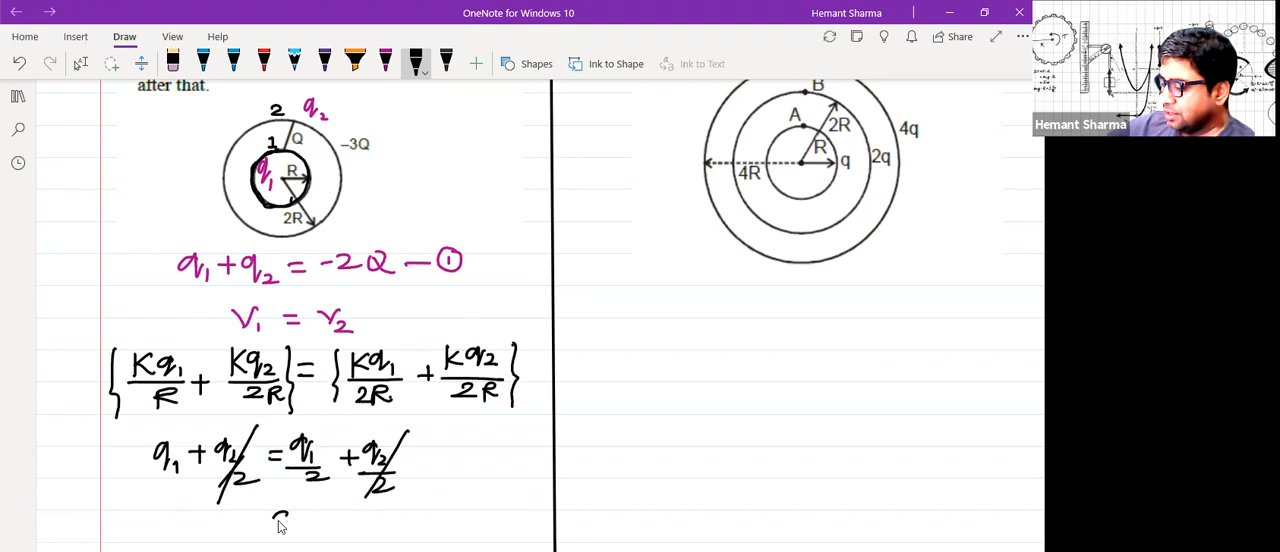 OneNote for Windows 10
Hemant Sharma
Home Insert Draw View Help
Share
Shapes Ink to Shape Ink to Text
after that.
2 q₂
1 Q -3Q
q₁ R
2R
q₁ + q₂ = -2Q — ①
V₁ = V₂
{Kq₁/R + Kq₂/2R} = {Kq₁/2R + Kq₂/2R}
q₁ + q₂/2 = q₁/2 + q₂/2
B
A 2R 4q
R
4R q 2q
Hemant Sharma